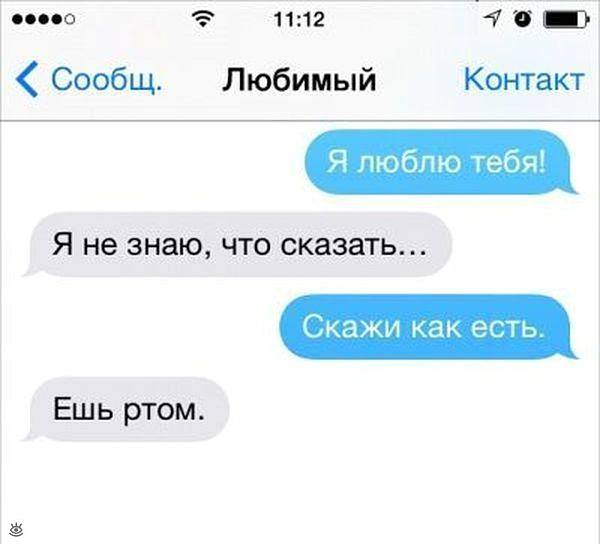 11:12
Сообщ.
Любимый
Контакт
Я люблю тебя!
Я не знаю, что сказать...
Скажи как есть.
Ешь ртом.